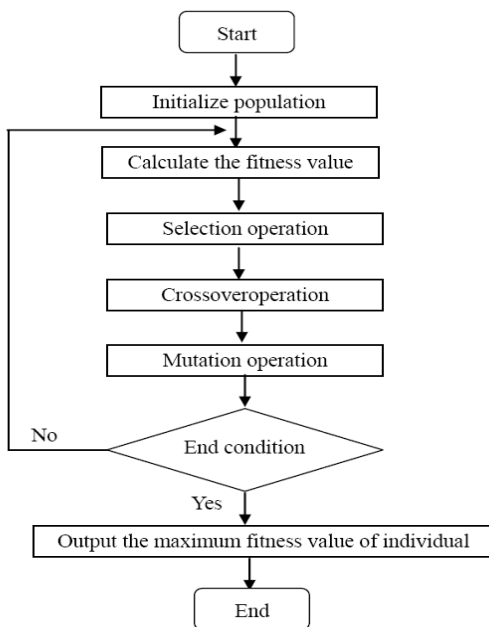 Start
Initialize population
Calculate the fitness value
Selection operation
Crossoveroperation
Mutation operation
No
End condition
Yes
Output the maximum fitness value of individual
End